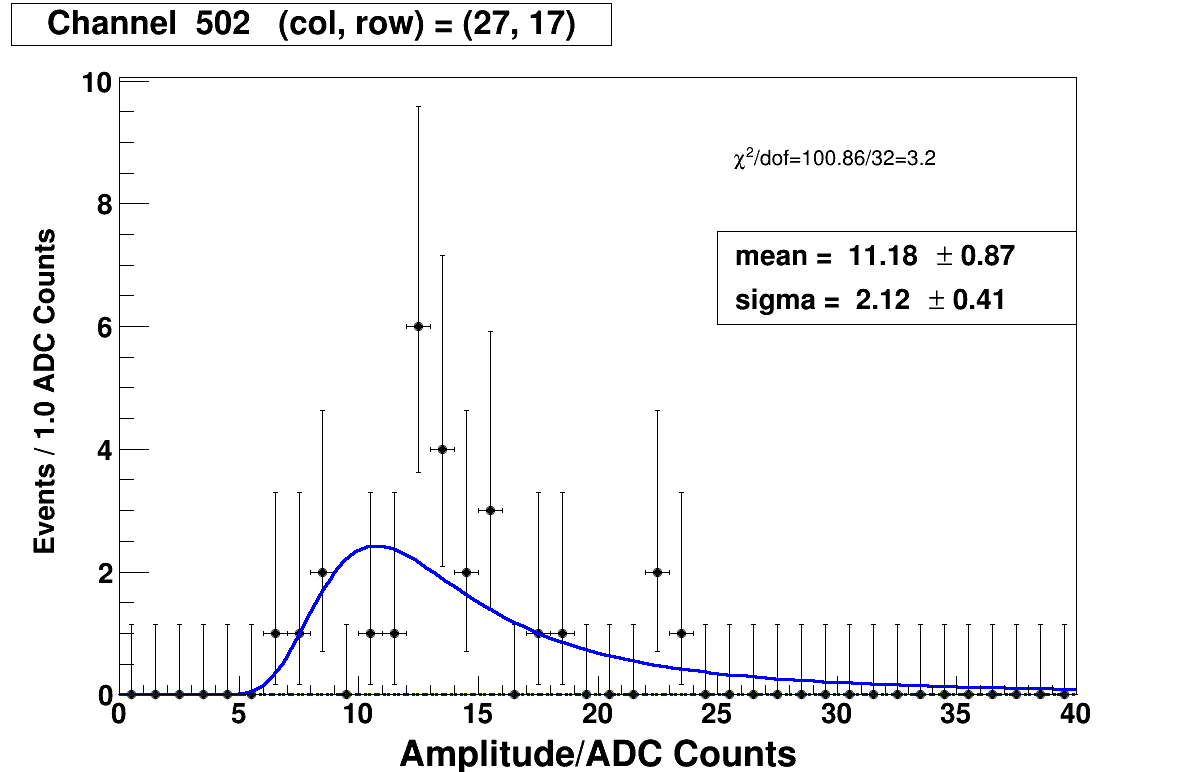 Channel 502 (col, row) = (27, 17)
10
8
6
4
2
0
Events / 1.0 ADC Counts
χ²/dof=100.86/32=3.2
mean = 11.18 ± 0.87
sigma = 2.12 ± 0.41
0 5 10 15 20 25 30 35 40
Amplitude/ADC Counts